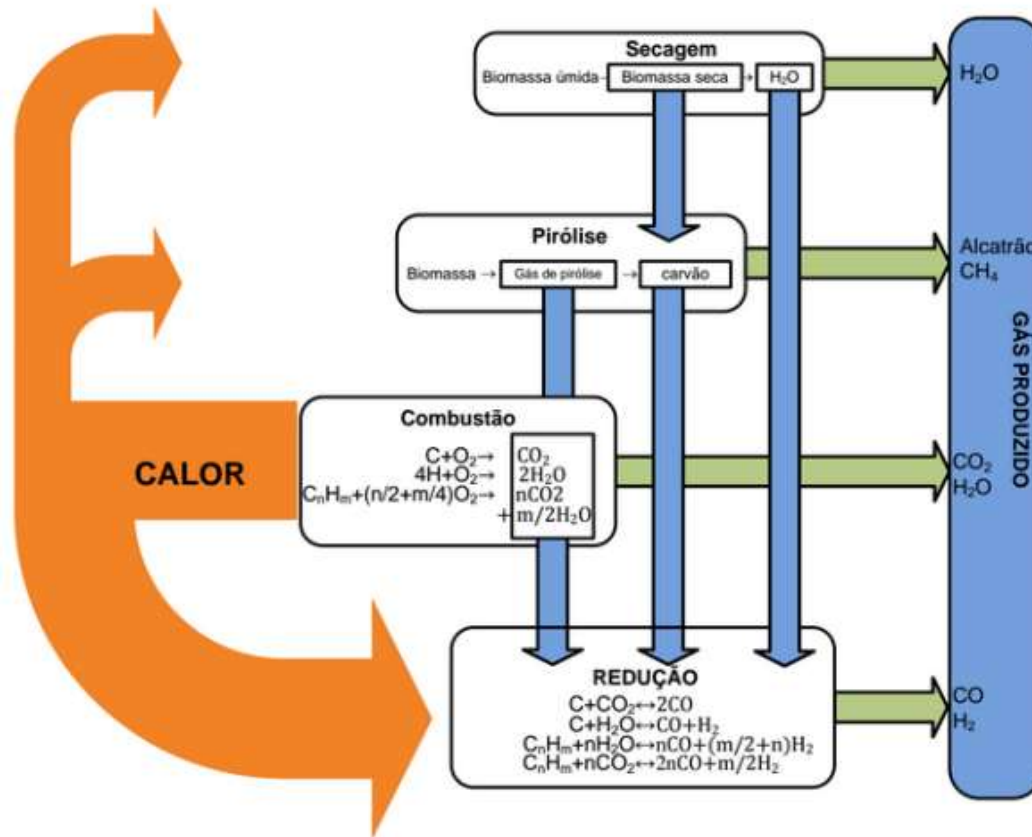 Secagem
Biomassa úmida- Biomassa seca → H₂O
H₂O
Pirólise
Biomassa → Gás de pirólise → carvão
Alcatrão
CH₄
GÁS PRODUZIDO
CALOR
Combustão
C+O₂→ CO₂
4H+O₂→ 2H₂O
CₙHₘ+(n/2+m/4)O₂→ nCO2
+ m/2H₂O
CO₂
H₂O
REDUÇÃO
C+CO₂↔2CO
C+H₂O↔CO+H₂
CₙHₘ+nH₂O↔nCO+(m/2+n)H₂
CₙHₘ+nCO₂↔2nCO+m/2H₂
CO
H₂